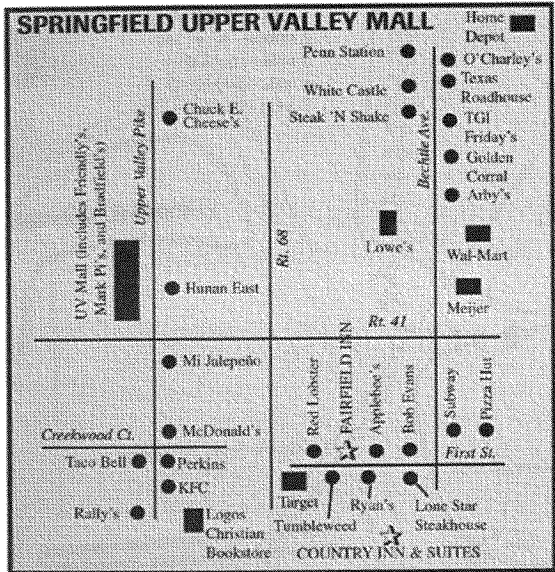 SPRINGFIELD UPPER VALLEY MALL
Home
Depot
Penn Station
O'Charley's
Texas
Roadhouse
White Castle
Chuck E.
Cheese's
Steak 'N Shake
TGI
Friday's
Golden
Corral
Arby's
Upper Valley Pike
Bechtle Ave.
UV Mall (includes Friendly's,
Mark Pi's, and Bradfield's)
Rt. 68
Lowe's
Wal-Mart
Hunan East
Meijer
Rt. 41
Mi Jalepeño
Red Lobster
FAIRFIELD INN
Applebee's
Bob Evans
Subway
Pizza Hut
Creekwood Ct.
McDonald's
First St.
Taco Bell
Perkins
KFC
Target
Tumbleweed
Ryan's
Lone Star
Steakhouse
Rally's
Logos
Christian
Bookstore
COUNTRY INN & SUITES